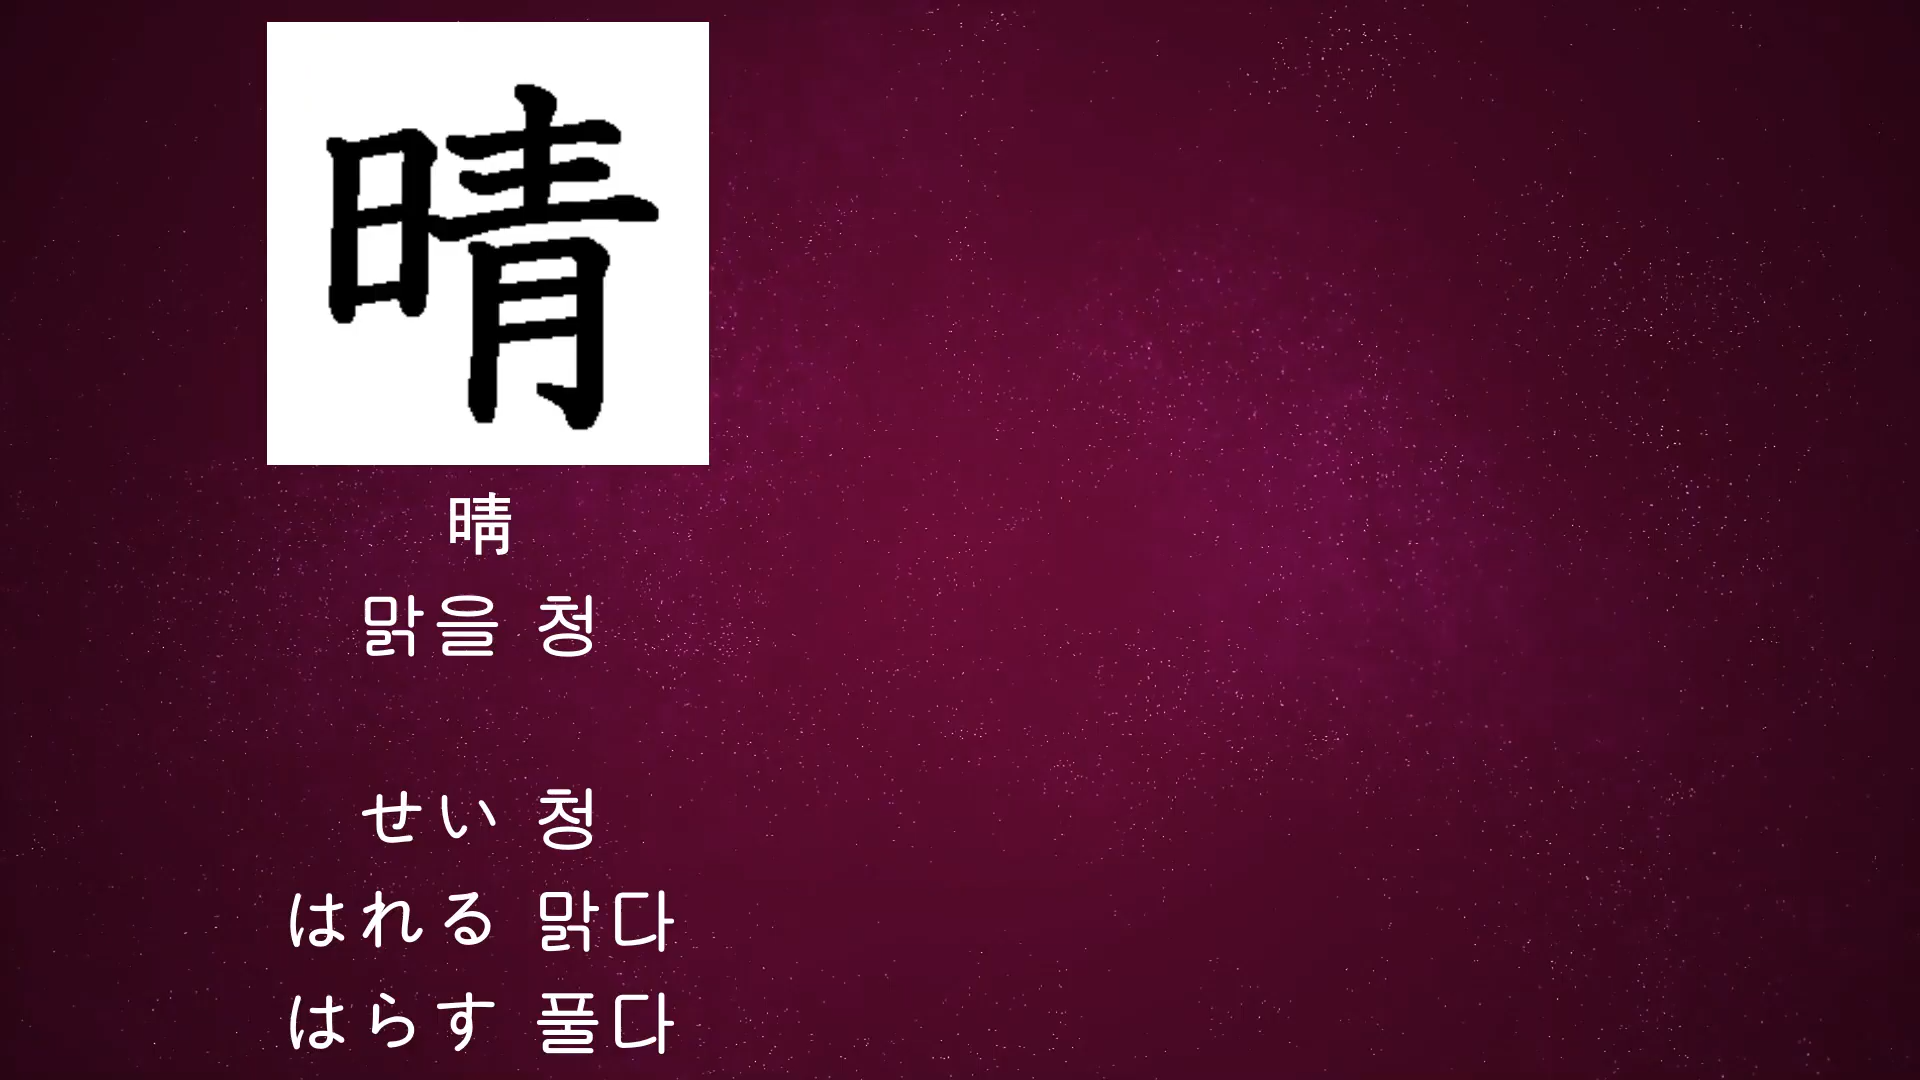 晴
晴
맑을 청
せい 청
はれる 맑다
はらす 풀다